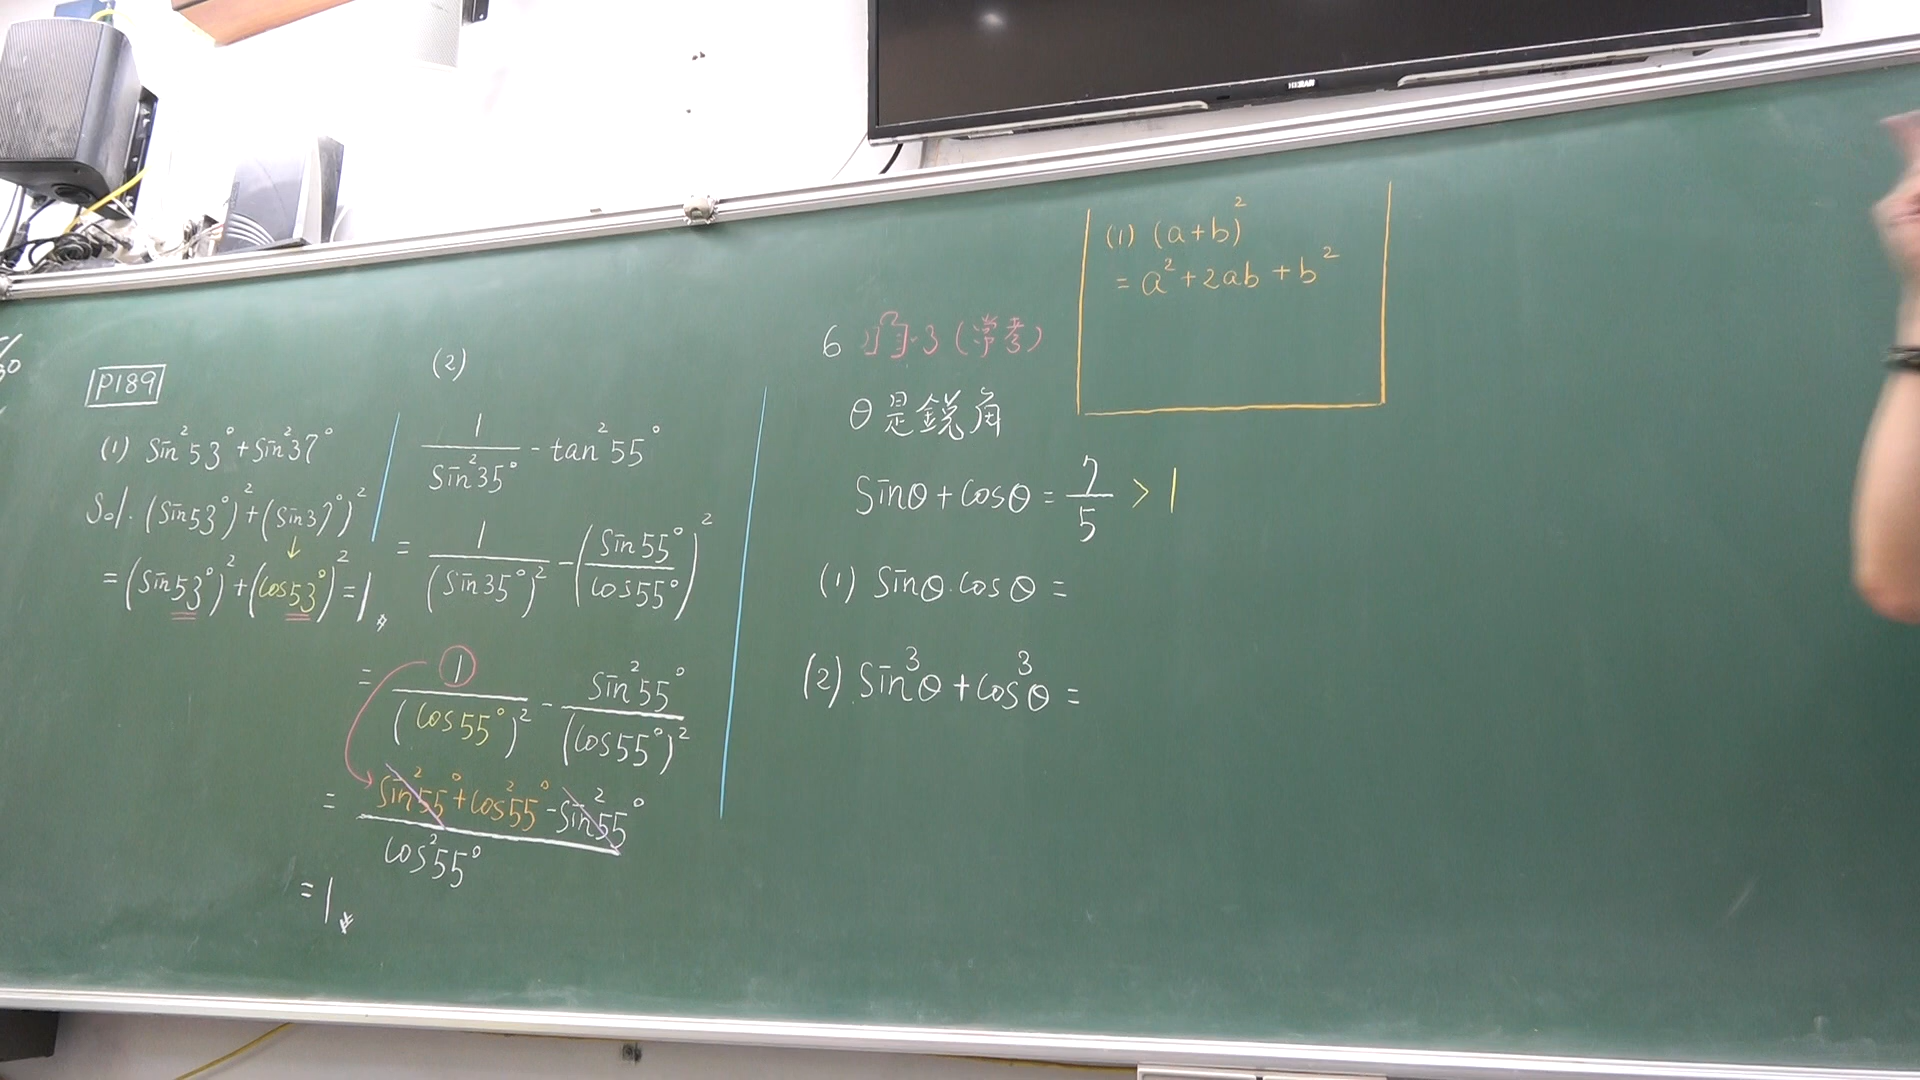 HERAN
(1) (a+b)²
= a² + 2ab + b²
P189
(1) Sin²53° + Sin²37°
Sol. (Sin53°)² + (Sin37°)²
↓
= (Sin53°)² + (Cos53°)² = 1
(2)
1/Sin²35° - tan²55°
= 1/(Sin35°)² - (Sin55°/Cos55°)²
= 1/(Cos55°)² - Sin²55°/(Cos55°)²
= (Sin²55° + Cos²55° - Sin²55°)/Cos²55°
= 1
6 3 (常考)
θ是銳角
Sinθ + Cosθ = 7/5 > 1
(1) Sinθ·Cosθ =
(2) Sin³θ + Cos³θ =